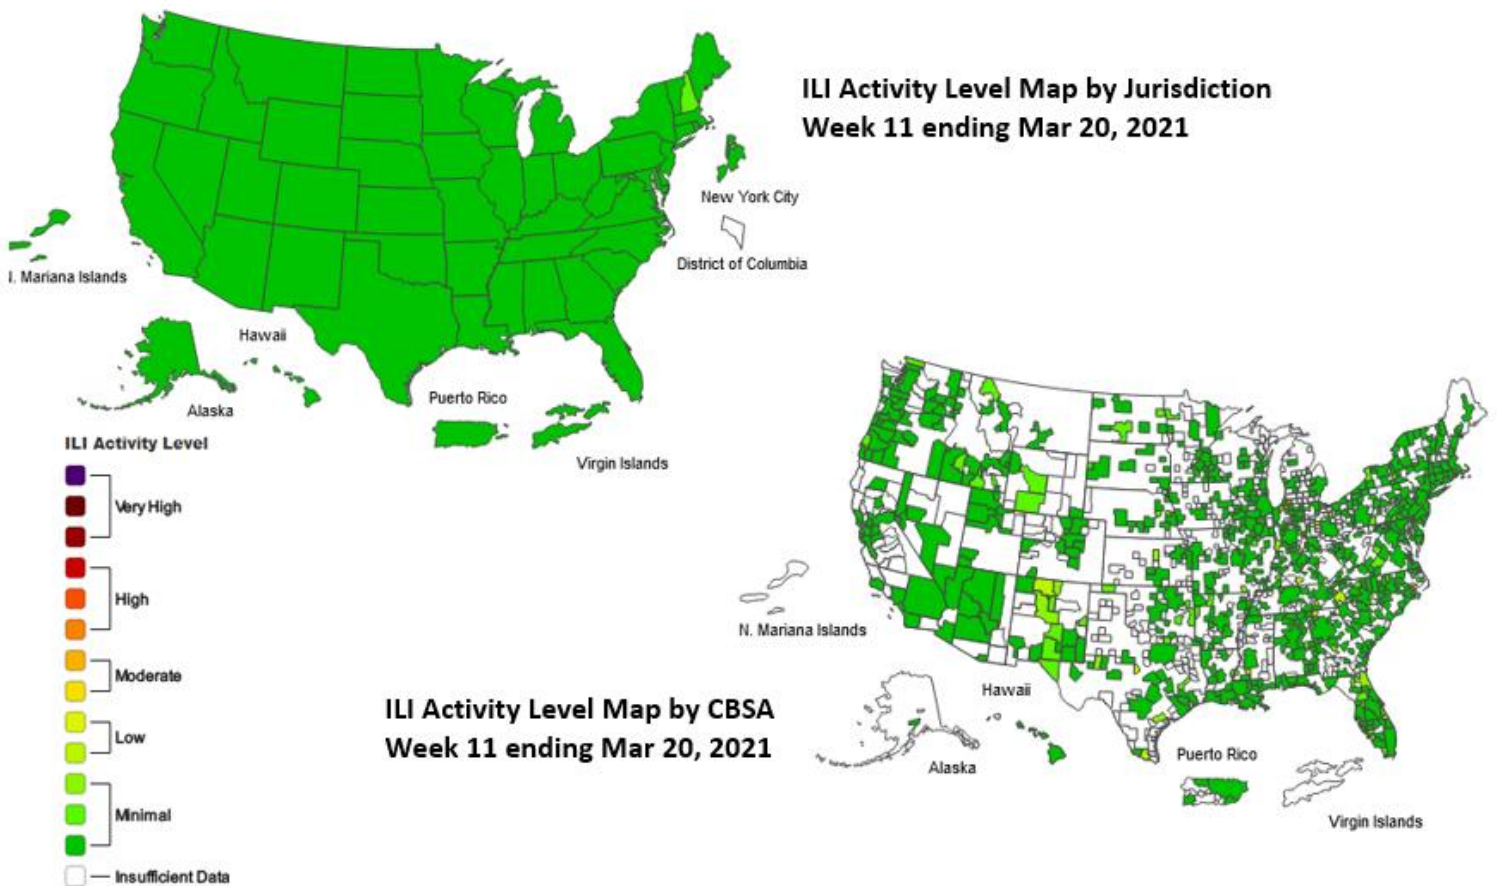 ILI Activity Level Map by Jurisdiction
Week 11 ending Mar 20, 2021
New York City
District of Columbia
. Mariana Islands
Hawaii
Alaska
Puerto Rico
Virgin Islands
ILI Activity Level
Very High
High
Moderate
Low
Minimal
Insufficient Data
ILI Activity Level Map by CBSA
Week 11 ending Mar 20, 2021
N. Mariana Islands
Hawaii
Alaska
Puerto Rico
Virgin Islands